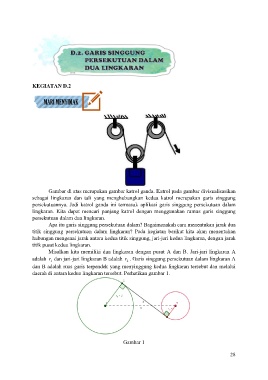 D.2. GARIS SINGGUNG
PERSEKUTUAN DALAM
DUA LINGKARAN
KEGIATAN D.2
MARI MENYIMAK
Gambar di atas merupakan gambar katrol ganda. Katrol pada gambar divisualisasikan
sebagai lingkaran dan tali yang menghubungkan kedua katrol merupakan garis singgung
persekutuannya. Jadi katrol ganda ini termasuk aplikasi garis singgung persekutuan dalam
lingkaran. Kita dapat mencari panjang katrol dengan menggunakan rumus garis singgung
persekutuan dalam dua lingkaran.
Apa itu garis singgung persekutuan dalam? Bagaimanakah cara menentukan jarak dua
titik singgung persekutuan dalam lingkaran? Pada kegiatan berikut kita akan menentukan
hubungan mengenai jarak antara kedua titik singgung, jari-jari kedua lingkaran, dengan jarak
titik pusat kedua lingkaran.
Misalkan kita memiliki dua lingkaran dengan pusat A dan B. Jari-jari lingkaran A
adalah r₁ dan jari-jari lingkaran B adalah r₂. Garis singgung persekutuan dalam lingkaran A
dan B adalah ruas garis terpendek yang menyinggung kedua lingkaran tersebut dan melalui
daerah di antara kedua lingkaran tersebut. Perhatikan gambar 1.
Gambar 1
28